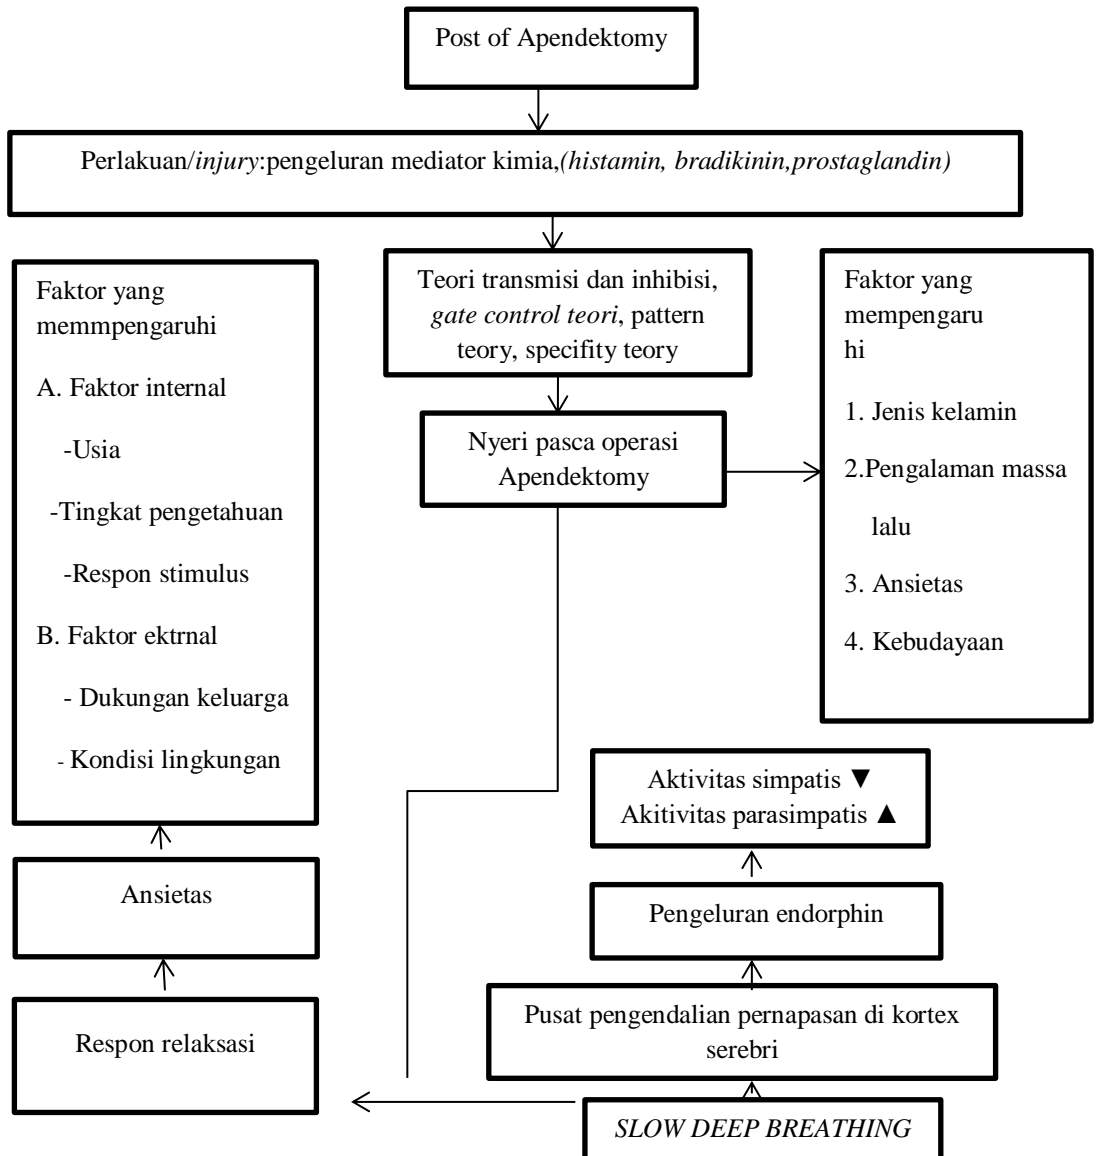 Post of Apendektomy
Perlakuan/injury:pengeluran mediator kimia,(histamin, bradikinin,prostaglandin)
Teori transmisi dan inhibisi,
gate control teori, pattern
teory, specifity teory
Nyeri pasca operasi
Apendektomy
Faktor yang
memmpengaruhi
A. Faktor internal
-Usia
-Tingkat pengetahuan
-Respon stimulus
B. Faktor ektrnal
- Dukungan keluarga
- Kondisi lingkungan
Faktor yang
mempengaru
hi
1. Jenis kelamin
2.Pengalaman massa
lalu
3. Ansietas
4. Kebudayaan
Aktivitas simpatis ▼
Akitivitas parasimpatis ▲
Ansietas
Pengeluran endorphin
Respon relaksasi
Pusat pengendalian pernapasan di kortex
serebri
SLOW DEEP BREATHING